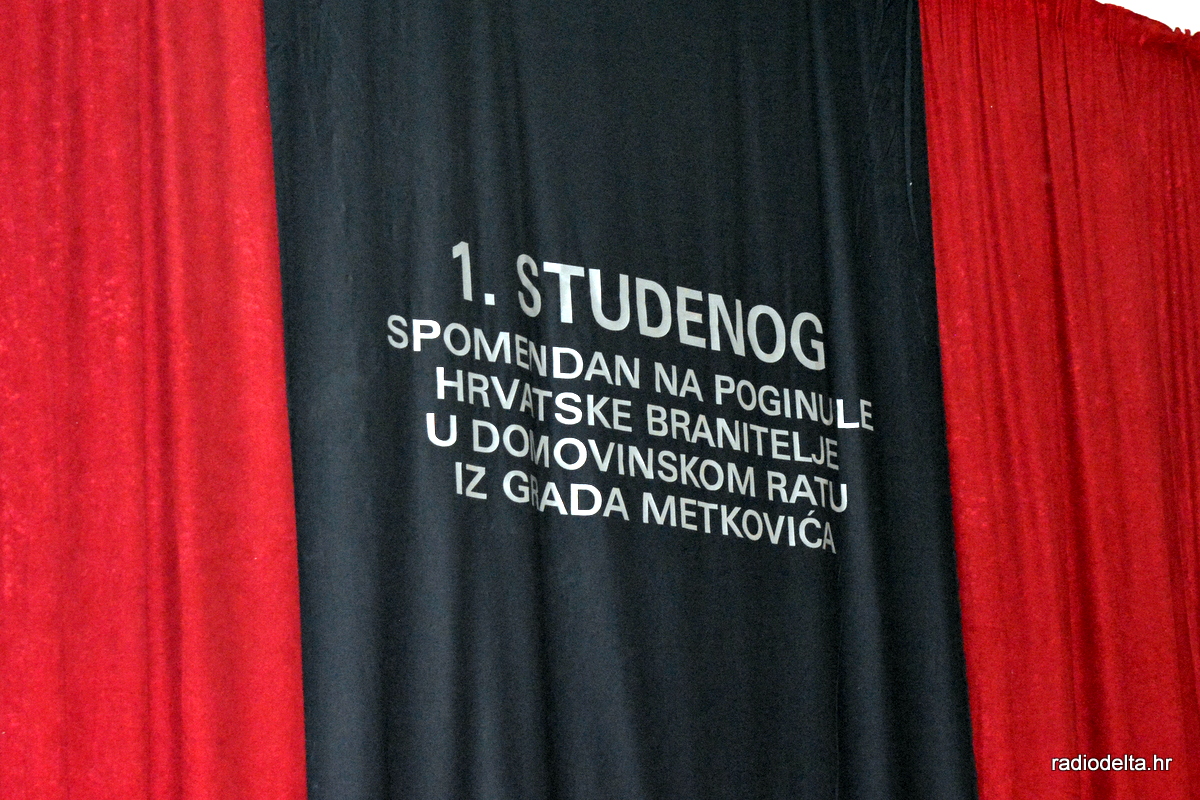 1. STUDENOG
SPOMENDAN NA POGINULE
HRVATSKE BRANITELJE
U DOMOVINSKOM RATU
IZ GRADA METKOVIĆA
radiodelta.hr